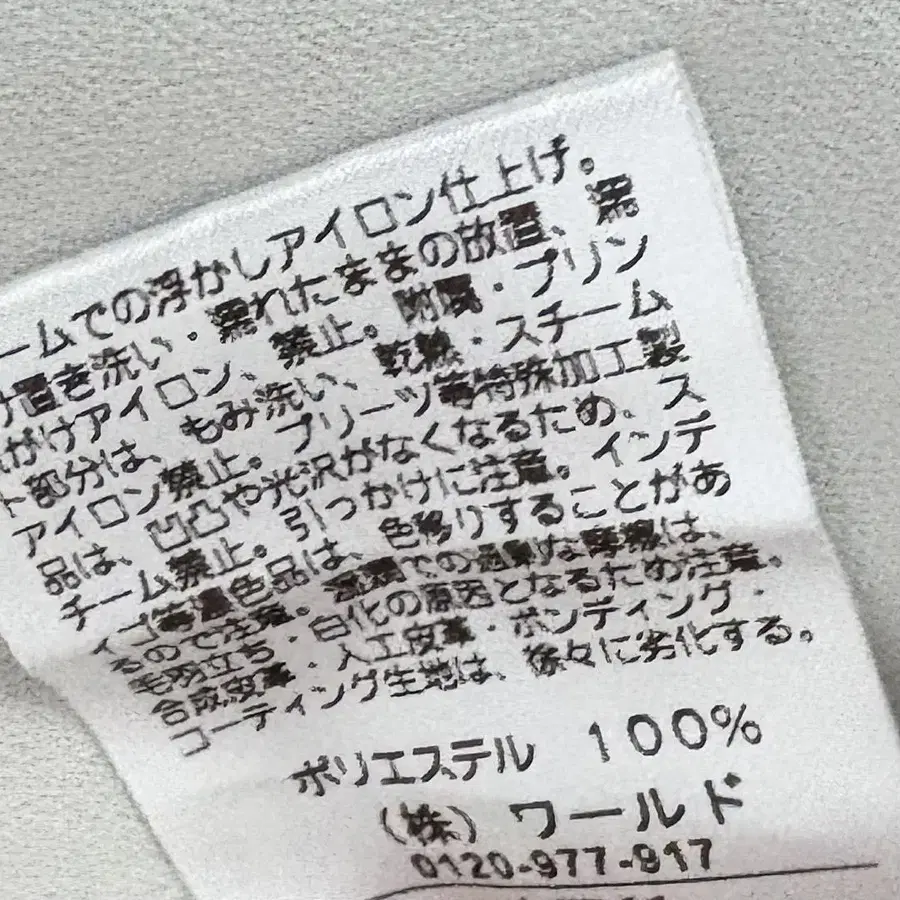 ームでの浮かしアイロン仕上げ。
け置き洗い・濡れたままの放置、濡
がけアイロン、禁止。附属・プリン
ト部分は、もみ洗い、乾燥・スチーム
アイロン禁止。プリーツ等特殊加工製
品は、凹凸や光沢がなくなるため、ス
チーム禁止。引っかけに注意。インデ
ィゴ等濃色品は、色移りすることがあ
るので注意。湿潤での過剰な摩擦は、
毛羽立ち・白化の原因となるため注意。
合成皮革・人工皮革・ボンディング・
コーティング生地は、徐々に劣化する。
ポリエステル 100%
(株) ワールド
0120-977-917